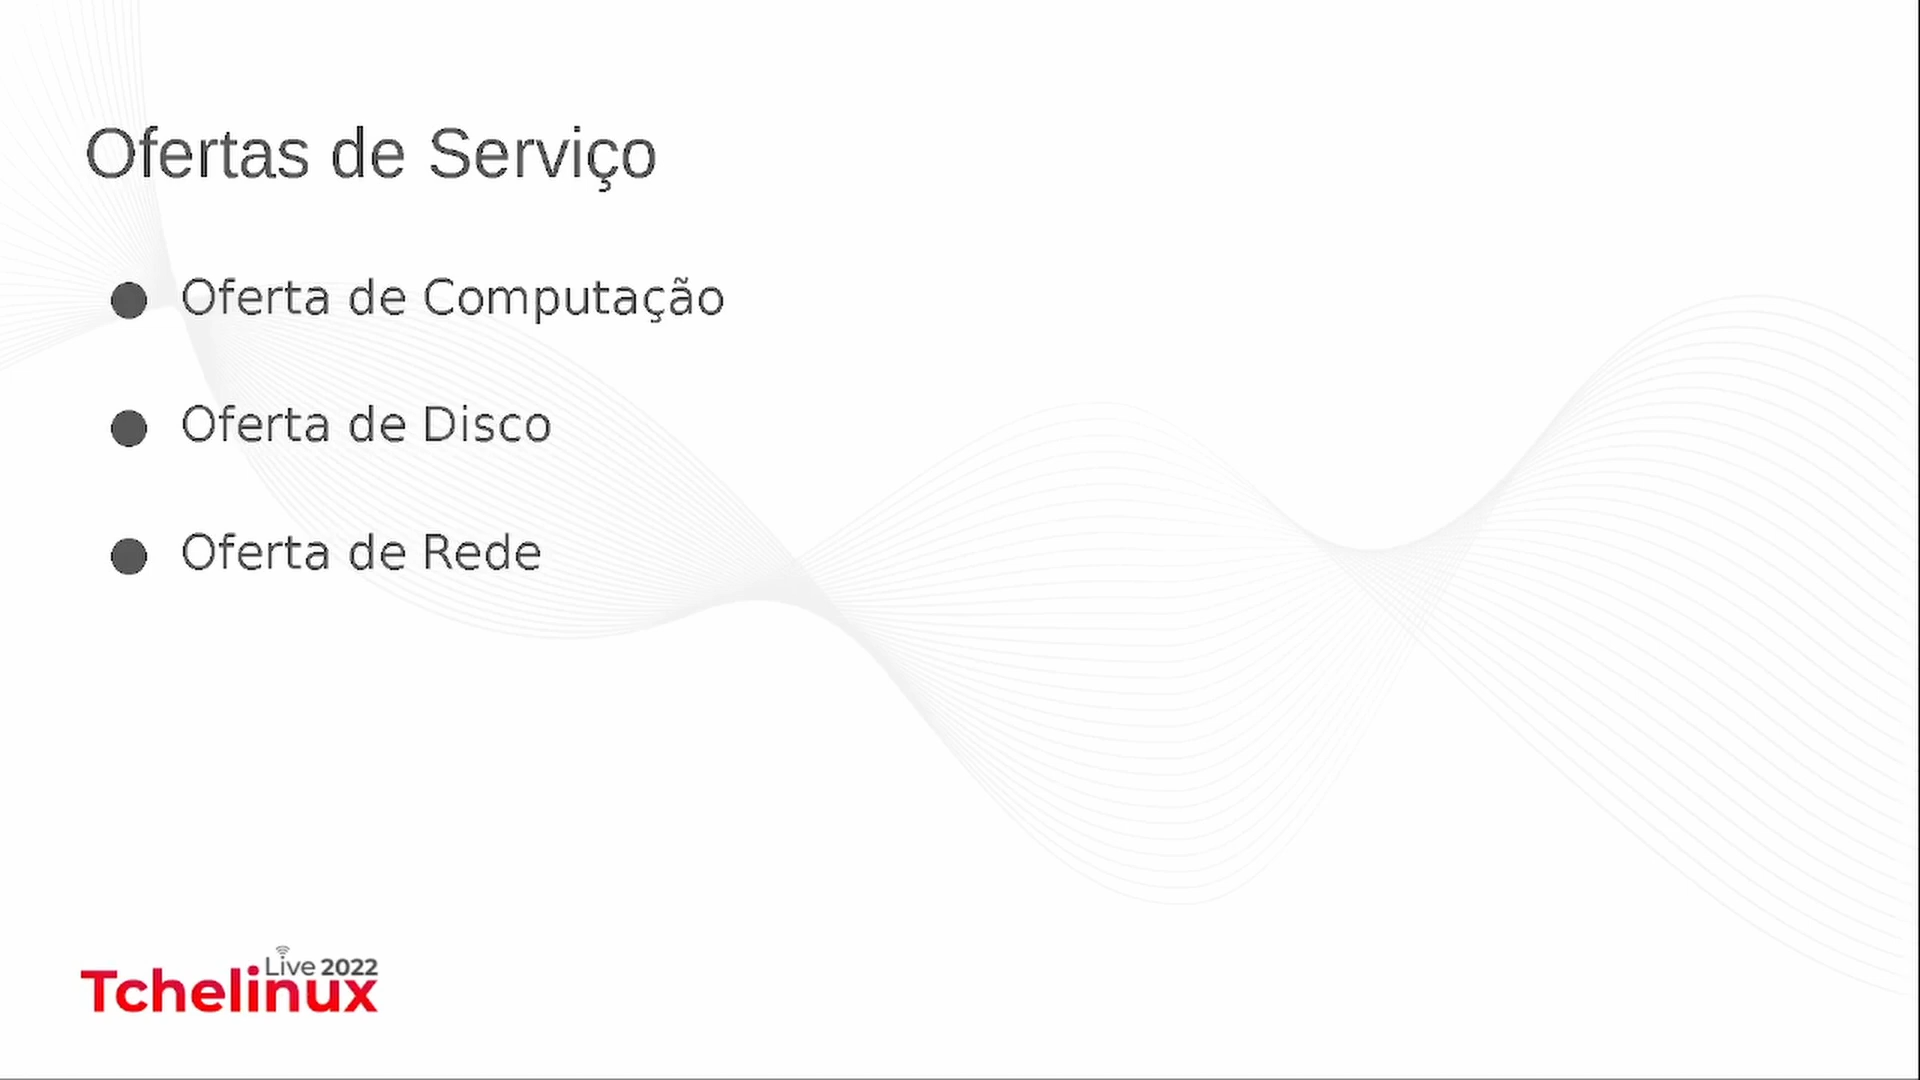 Ofertas de Serviço
Oferta de Computação
Oferta de Disco
Oferta de Rede
Live 2022
Tchelinux